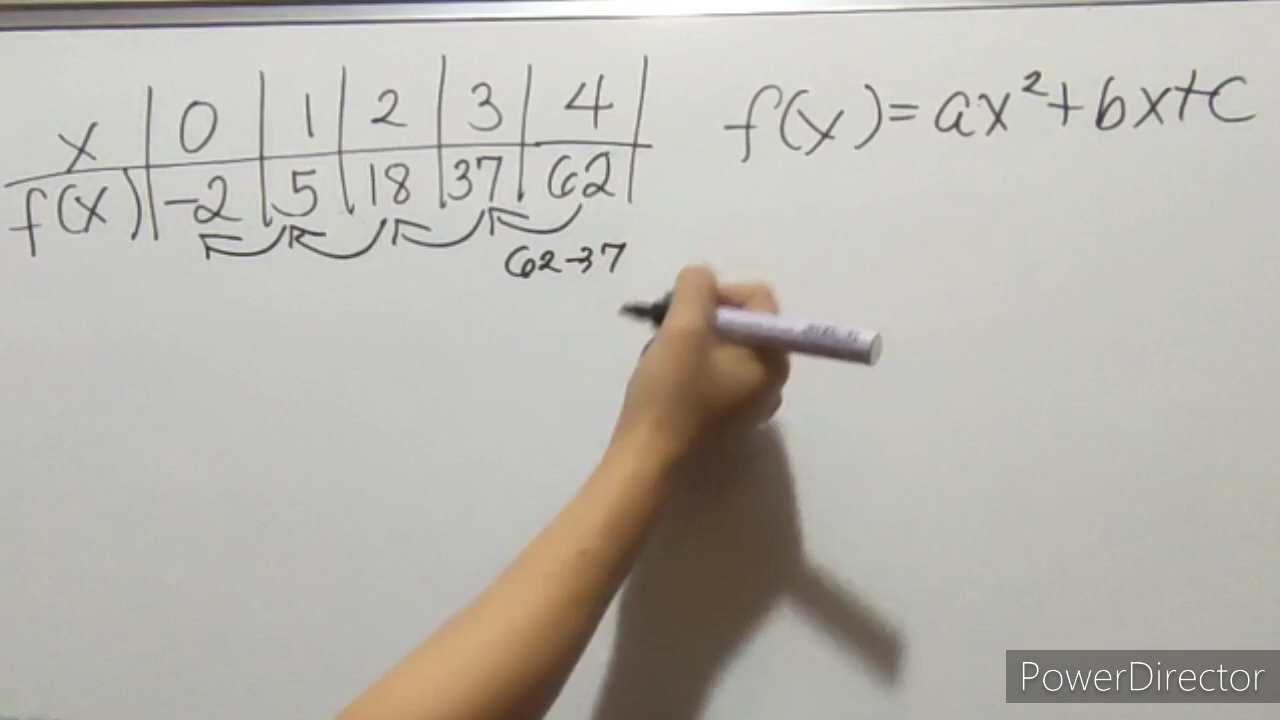 x | 0 | 1 | 2 | 3 | 4 |
f(x) | -2 | 5 | 18 | 37 | 62 |
f(x) = ax² + bx + c
62-37
PowerDirector